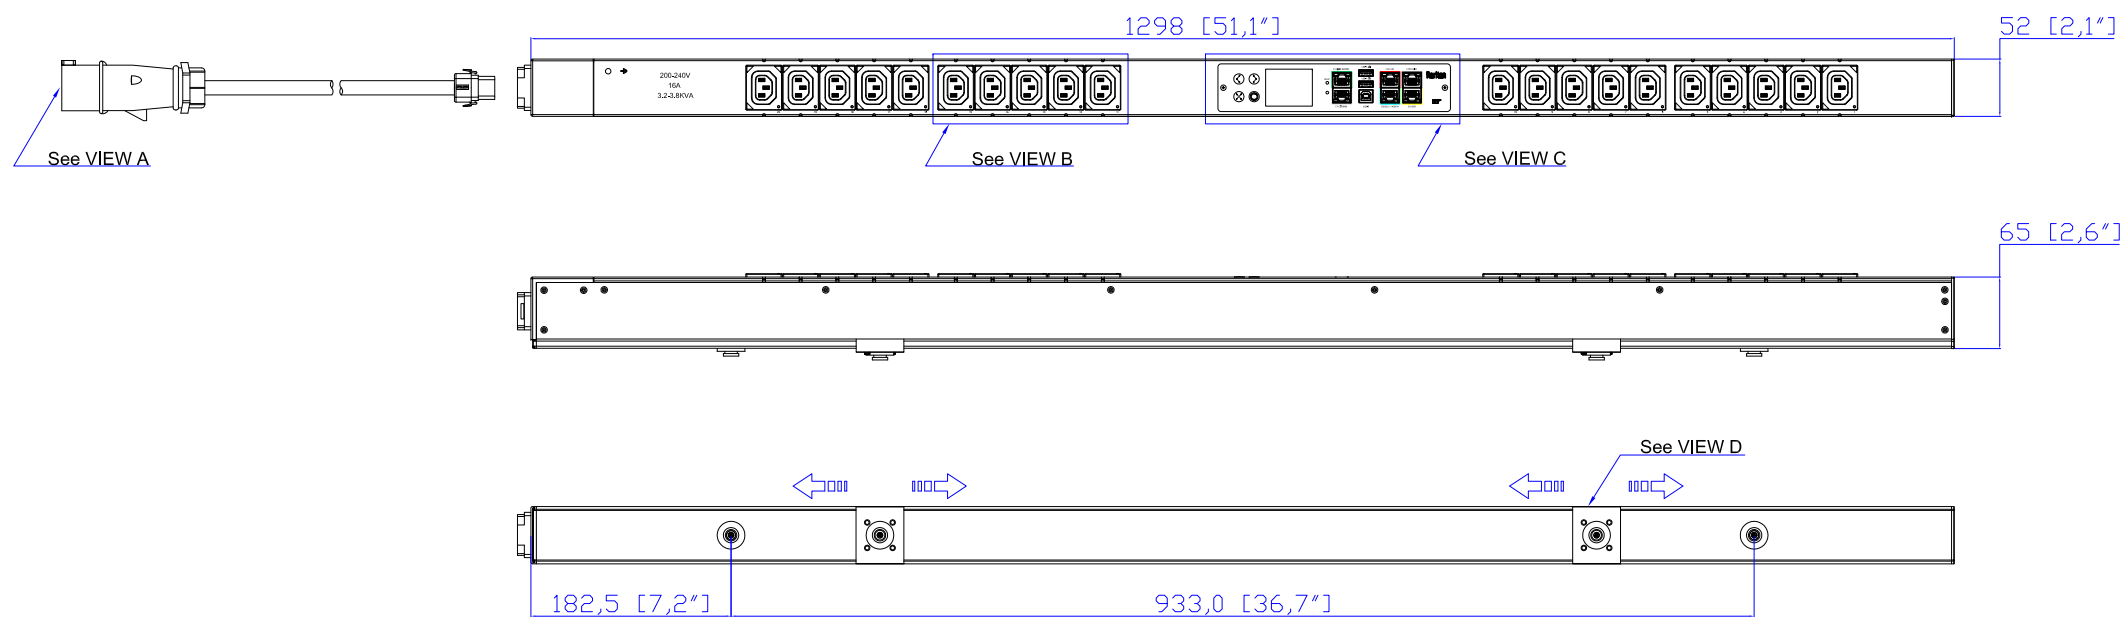 1298 [51,1"]
52 [2,1"]
200-240V
16A
3.2-3.8KVA
Raritan
See VIEW A
See VIEW B
See VIEW C
65 [2,6"]
See VIEW D
182,5 [7,2"]
933,0 [36,7"]